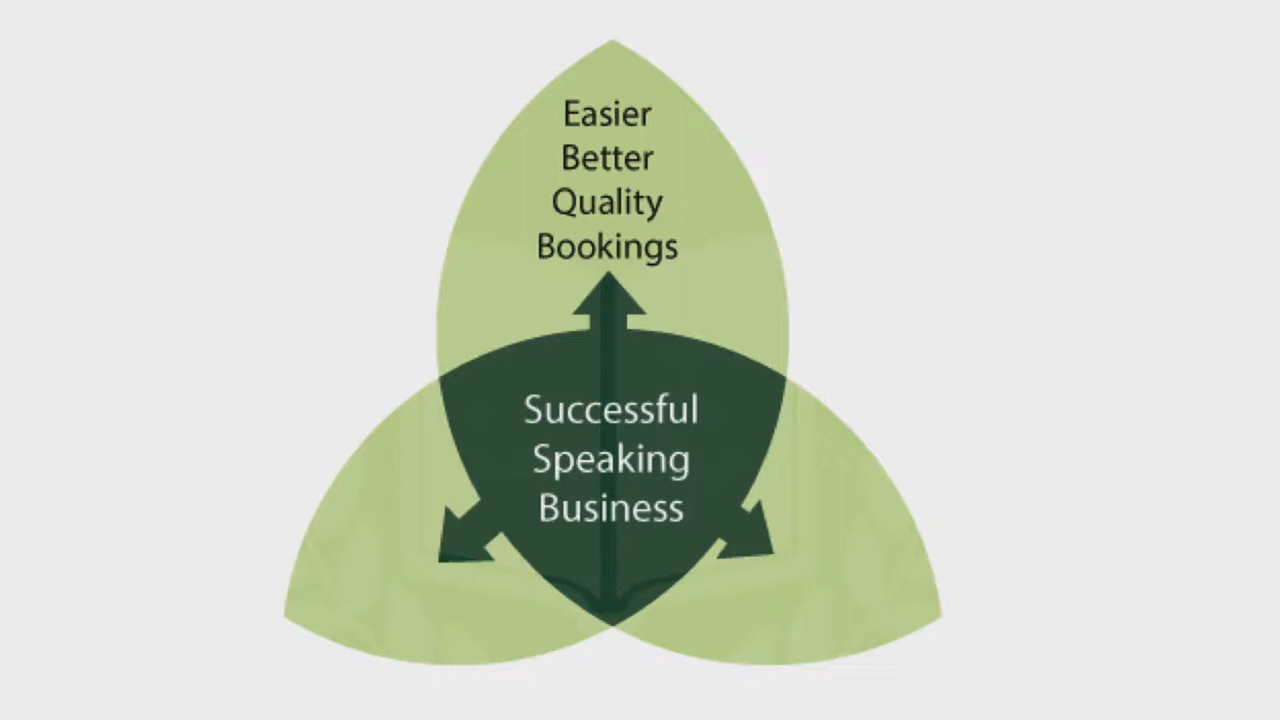 Easier
Better
Quality
Bookings
Successful
Speaking
Business